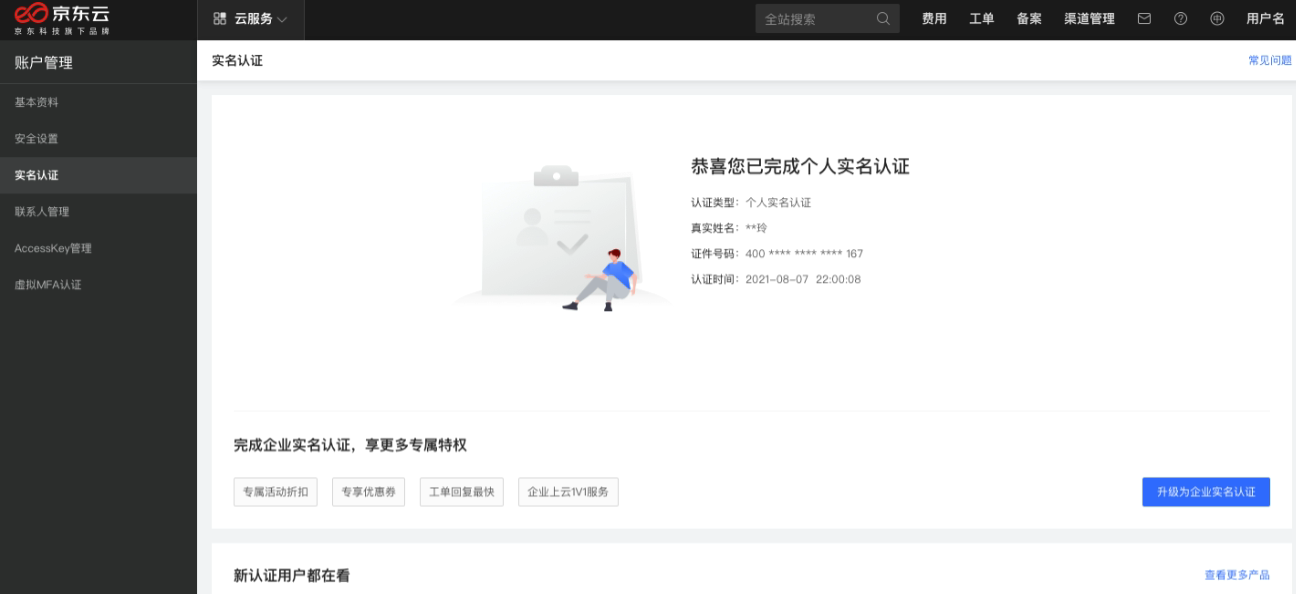 京东云
京东科技旗下品牌
云服务
全站搜索
费用
工单
备案
渠道管理
用户名
账户管理
基本资料
安全设置
实名认证
联系人管理
AccessKey管理
虚拟MFA认证
实名认证
常见问题
恭喜您已完成个人实名认证
认证类型：个人实名认证
真实姓名：**玲
证件号码：400 **** **** **** 167
认证时间：2021-08-07 22:00:08
完成企业实名认证，享更多专属特权
专属活动折扣
专享优惠券
工单回复最快
企业上云1V1服务
升级为企业实名认证
新认证用户都在看
查看更多产品